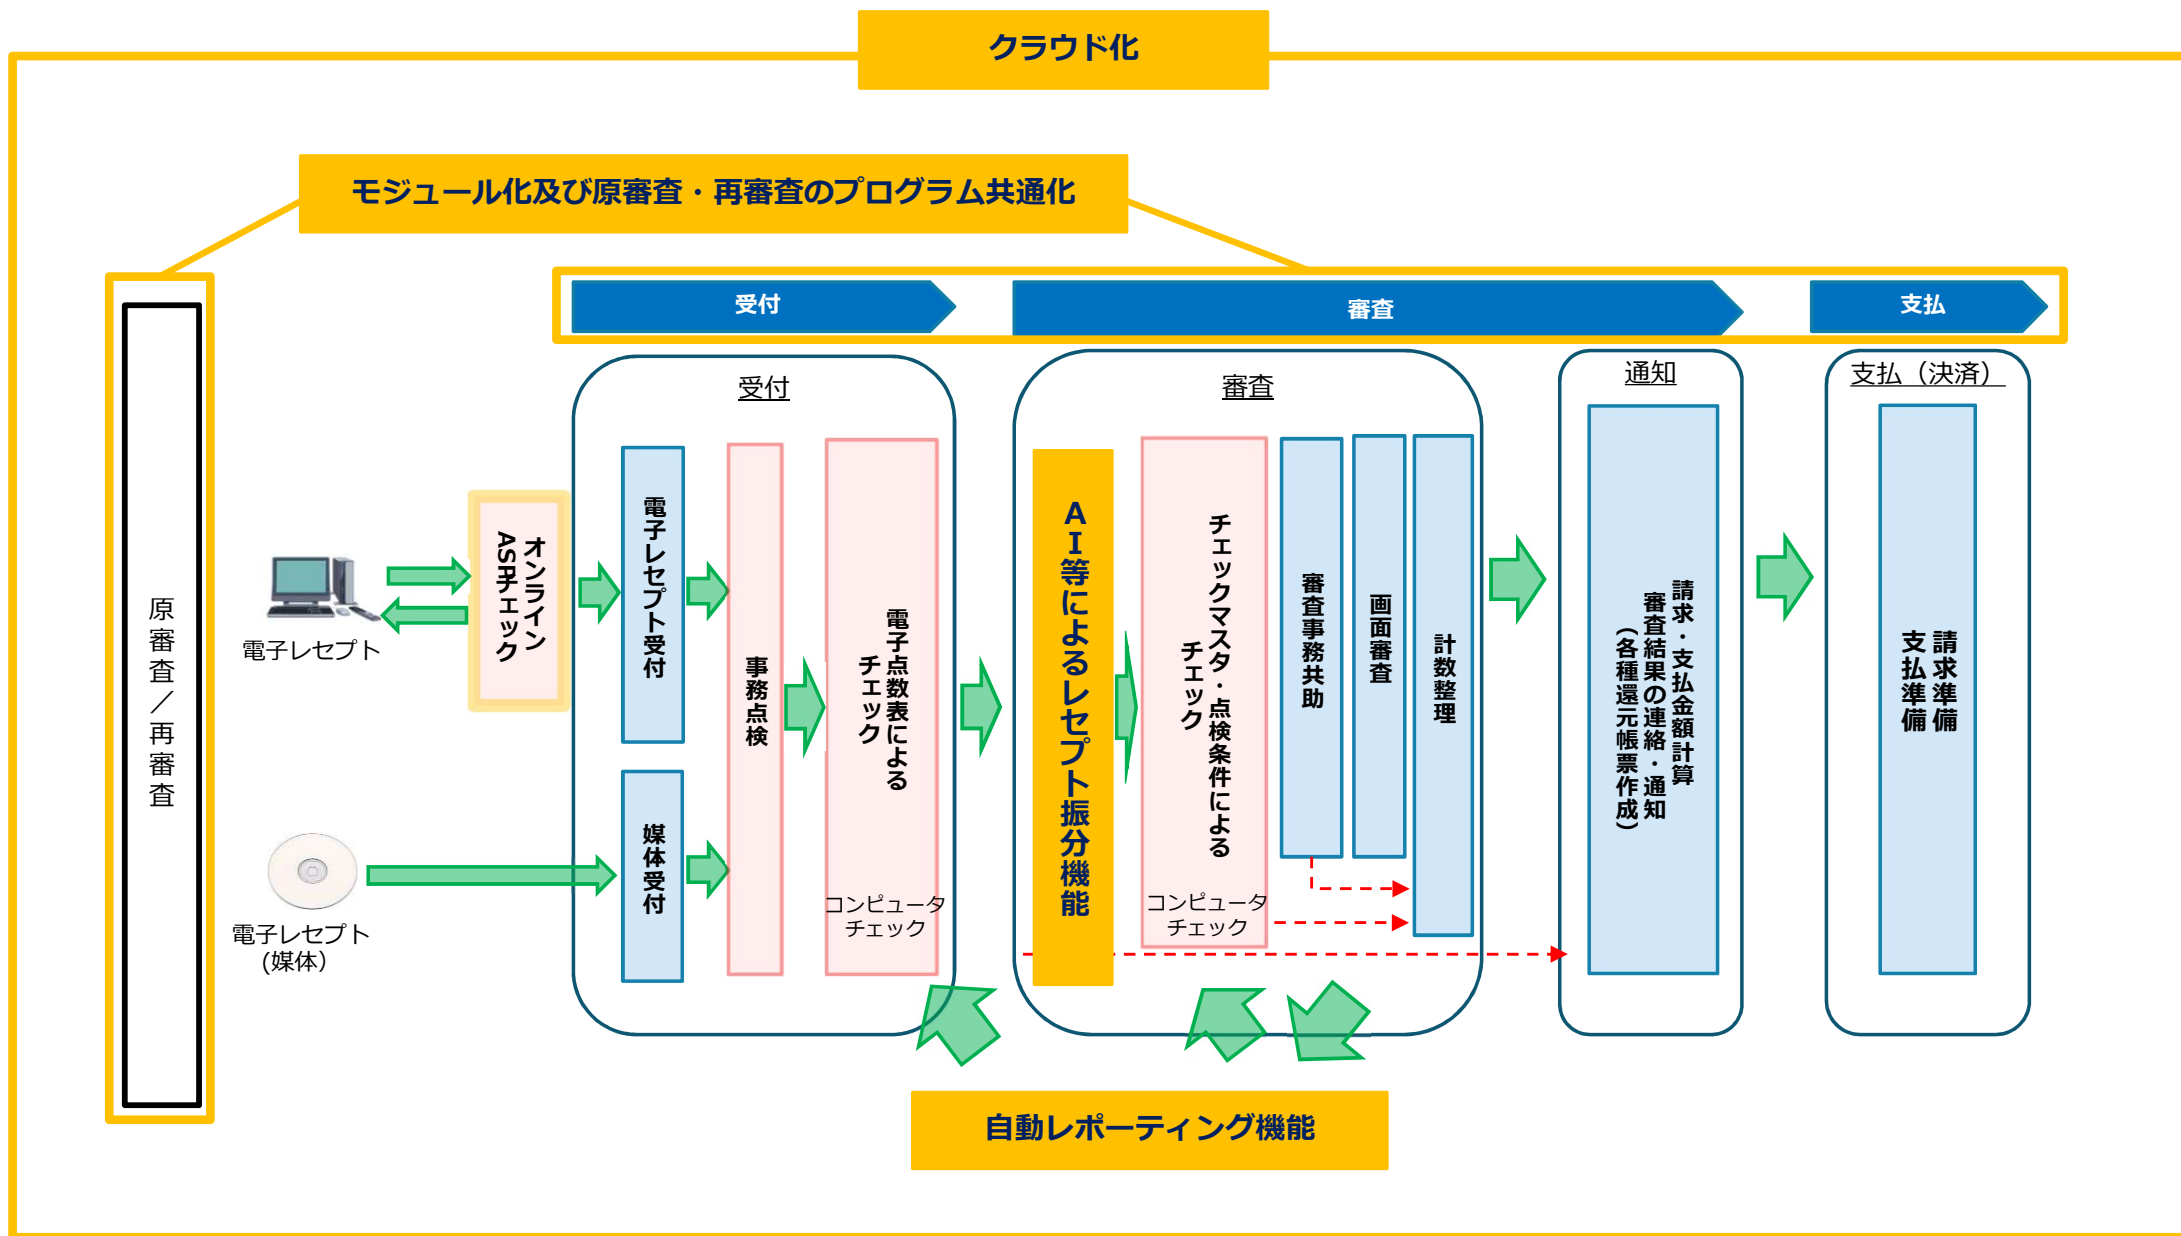 クラウド化
モジュール化及び原審査・再審査のプログラム共通化
受付
審査
支払
原審査／再審査
電子レセプト
電子レセプト
(媒体）
オンライン
ASPチェック
受付
電子レセプト受付
媒体受付
事務点検
電子点数表による
チェック
コンピュータ
チェック
審査
AI等によるレセプト振分機能
チェックマスタ・点検条件による
チェック
コンピュータ
チェック
審査事務共助
画面審査
計数整理
通知
請求・支払金額計算
審査結果の連絡・通知
(各種還元帳票作成)
支払（決済）
請求準備
支払準備
自動レポーティング機能